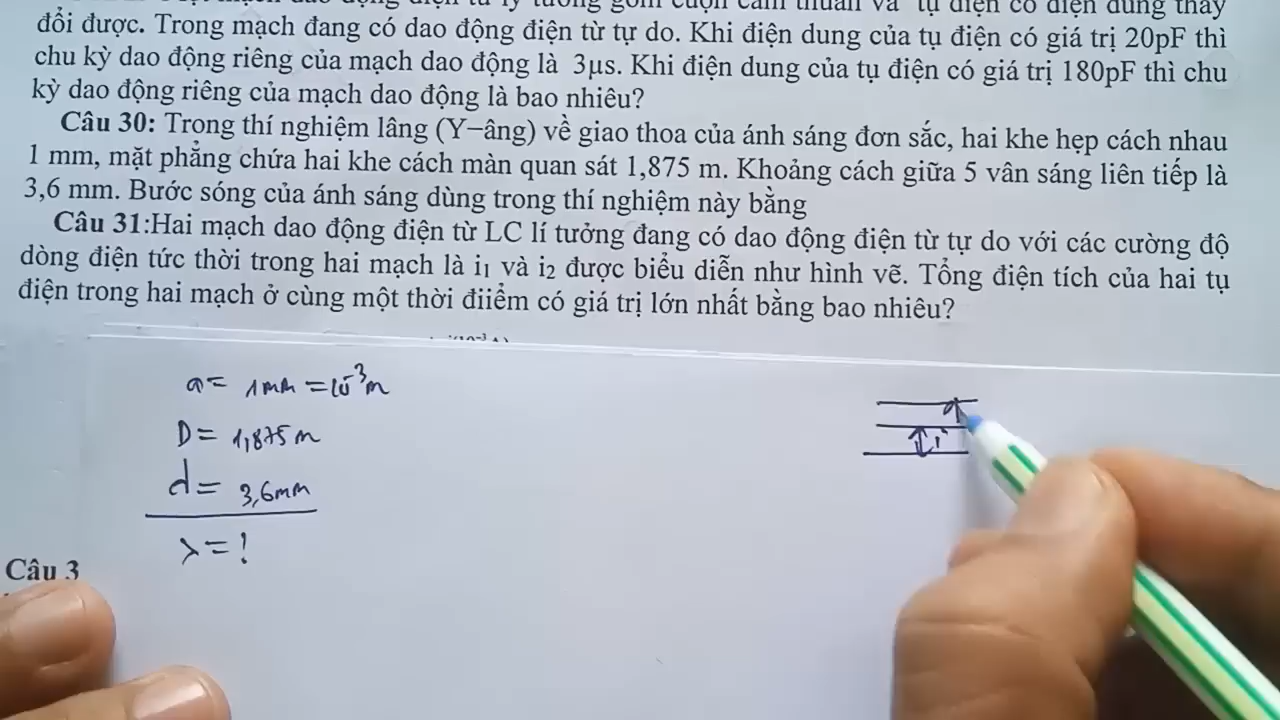 tụ điện có điện dung thay
đổi được. Trong mạch đang có dao động điện từ tự do. Khi điện dung của tụ điện có giá trị 20pF thì
chu kỳ dao động riêng của mạch dao động là 3μs. Khi điện dung của tụ điện có giá trị 180pF thì chu
kỳ dao động riêng của mạch dao động là bao nhiêu?
Câu 30: Trong thí nghiệm lâng (Y−âng) về giao thoa của ánh sáng đơn sắc, hai khe hẹp cách nhau
1 mm, mặt phẳng chứa hai khe cách màn quan sát 1,875 m. Khoảng cách giữa 5 vân sáng liên tiếp là
3,6 mm. Bước sóng của ánh sáng dùng trong thí nghiệm này bằng
Câu 31:Hai mạch dao động điện từ LC lí tưởng đang có dao động điện từ tự do với các cường độ
dòng điện tức thời trong hai mạch là i₁ và i₂ được biểu diễn như hình vẽ. Tổng điện tích của hai tụ
điện trong hai mạch ở cùng một thời điiểm có giá trị lớn nhất bằng bao nhiêu?
a= 1mm =10⁻³m
D= 1,875m
d= 3,6mm
λ=?
i
Câu 3